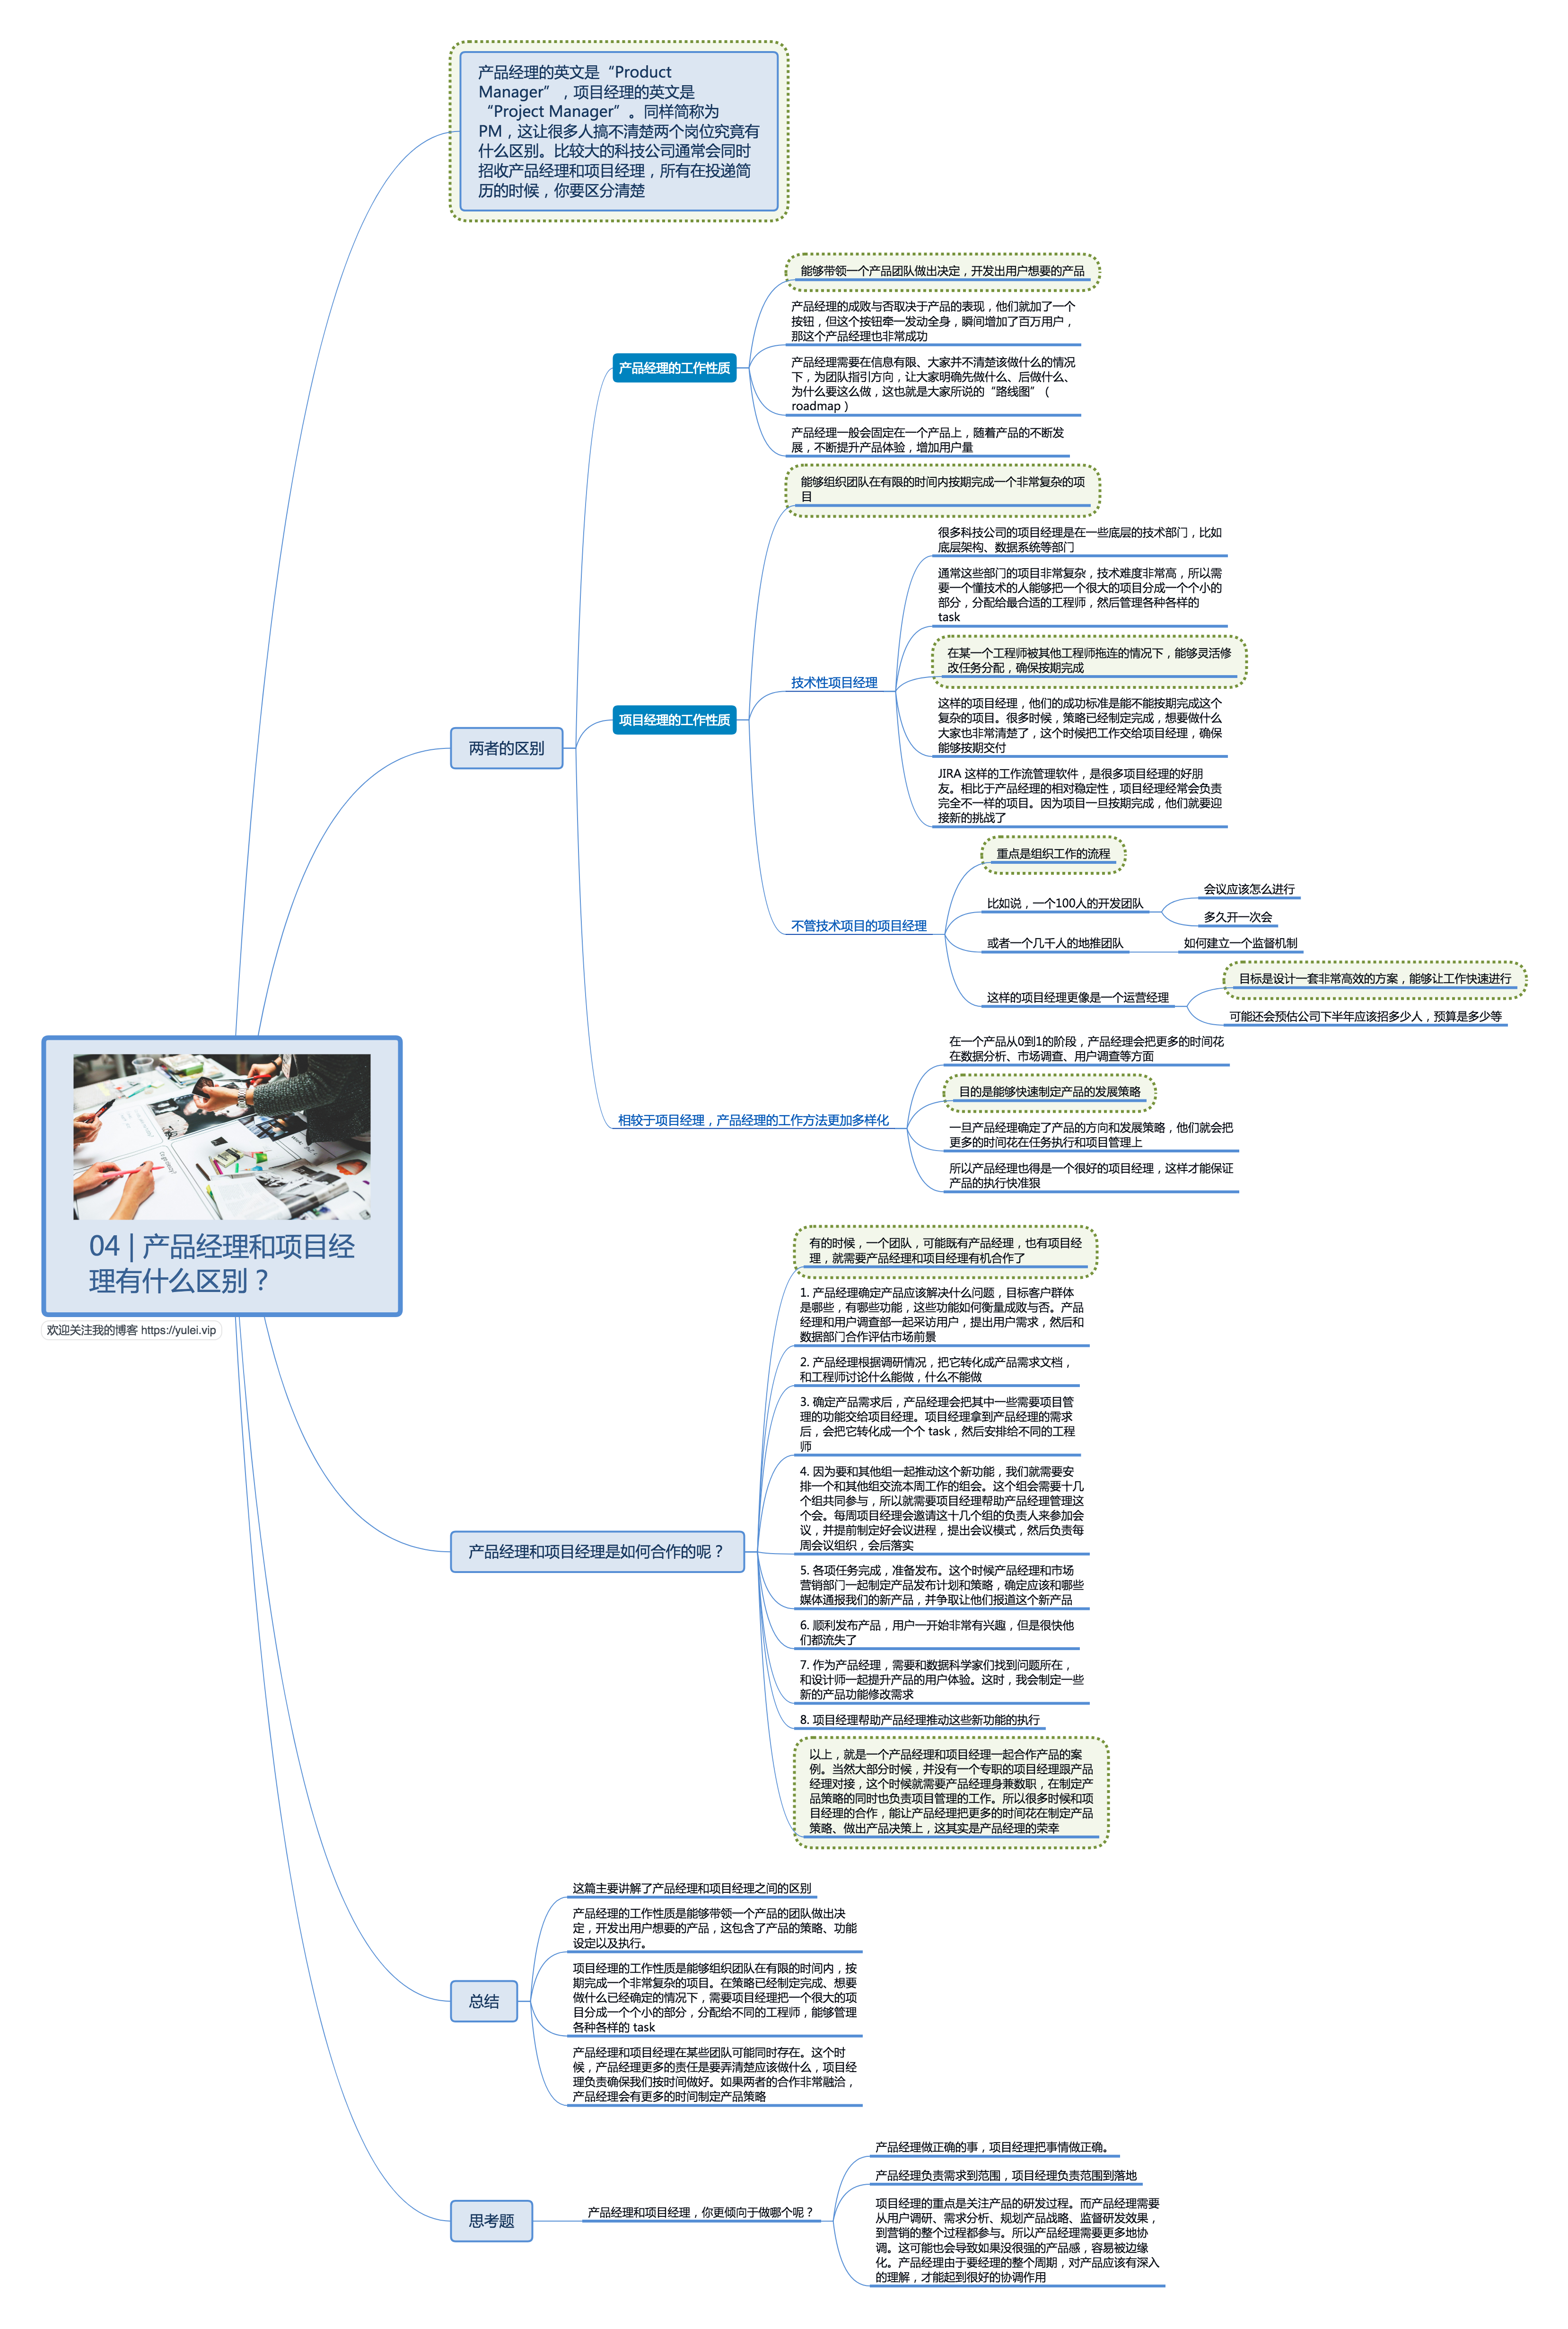 产品经理的英文是“Product
Manager”，项目经理的英文是
“Project Manager”。同样简称为
PM，这让很多人搞不清楚两个岗位究竟有
什么区别。比较大的科技公司通常会同时
招收产品经理和项目经理，所有在投递简
历的时候，你要区分清楚
04 | 产品经理和项目经
理有什么区别？
欢迎关注我的博客 https://yulei.vip
两者的区别
产品经理的工作性质
能够带领一个产品团队做出决定，开发出用户想要的产品
产品经理的成败与否取决于产品的表现，他们就加了一个
按钮，但这个按钮牵一发动全身，瞬间增加了百万用户，
那这个产品经理也非常成功
产品经理需要在信息有限、大家并不清楚该做什么的情况
下，为团队指引方向，让大家明确先做什么、后做什么、
为什么要这么做，这也就是大家所说的“路线图”（
roadmap）
产品经理一般会固定在一个产品上，随着产品的不断发
展，不断提升产品体验，增加用户量
项目经理的工作性质
能够组织团队在有限的时间内按期完成一个非常复杂的项
目
技术性项目经理
很多科技公司的项目经理是在一些底层的技术部门，比如
底层架构、数据系统等部门
通常这些部门的项目非常复杂，技术难度非常高，所以需
要一个懂技术的人能够把一个很大的项目分成一个个小的
部分，分配给最合适的工程师，然后管理各种各样的
task
在某一个工程师被其他工程师拖连的情况下，能够灵活修
改任务分配，确保按期完成
这样的项目经理，他们的成功标准是能不能按期完成这个
复杂的项目。很多时候，策略已经制定完成，想要做什么
大家也非常清楚了，这个时候把工作交给项目经理，确保
能够按期交付
JIRA 这样的工作流管理软件，是很多项目经理的好朋
友。相比于产品经理的相对稳定性，项目经理经常会负责
完全不一样的项目。因为项目一旦按期完成，他们就要迎
接新的挑战了
不管技术项目的项目经理
重点是组织工作的流程
比如说，一个100人的开发团队
会议应该怎么进行
多久开一次会
或者一个几千人的地推团队
如何建立一个监督机制
这样的项目经理更像是一个运营经理
目标是设计一套非常高效的方案，能够让工作快速进行
可能还会预估公司下半年应该招多少人，预算是多少等
相较于项目经理，产品经理的工作方法更加多样化
在一个产品从0到1的阶段，产品经理会把更多的时间花
在数据分析、市场调查、用户调查等方面
目的是能够快速制定产品的发展策略
一旦产品经理确定了产品的方向和发展策略，他们就会把
更多的时间花在任务执行和项目管理上
所以产品经理也得是一个很好的项目经理，这样才能保证
产品的执行快准狠
产品经理和项目经理是如何合作的呢？
有的时候，一个团队，可能既有产品经理，也有项目经
理，就需要产品经理和项目经理有机合作了
1. 产品经理确定产品应该解决什么问题，目标客户群体
是哪些，有哪些功能，这些功能如何衡量成败与否。产品
经理和用户调查部一起采访用户，提出用户需求，然后和
数据部门合作评估市场前景
2. 产品经理根据调研情况，把它转化成产品需求文档，
和工程师讨论什么能做，什么不能做
3. 确定产品需求后，产品经理会把其中一些需要项目管
理的功能交给项目经理。项目经理拿到产品经理的需求
后，会把它转化成一个个 task，然后安排给不同的工程
师
4. 因为要和其他组一起推动这个新功能，我们就需要安
排一个和其他组交流本周工作的组会。这个组会需要十几
个组共同参与，所以就需要项目经理帮助产品经理管理这
个会。每周项目经理会邀请这十几个组的负责人来参加会
议，并提前制定好会议进程，提出会议模式，然后负责每
周会议组织，会后落实
5. 各项任务完成，准备发布。这个时候产品经理和市场
营销部门一起制定产品发布计划和策略，确定应该和哪些
媒体通报我们的新产品，并争取让他们报道这个新产品
6. 顺利发布产品，用户一开始非常有兴趣，但是很快他
们都流失了
7. 作为产品经理，需要和数据科学家们找到问题所在，
和设计师一起提升产品的用户体验。这时，我会制定一些
新的产品功能修改需求
8. 项目经理帮助产品经理推动这些新功能的执行
以上，就是一个产品经理和项目经理一起合作产品的案
例。当然大部分时候，并没有一个专职的项目经理跟产品
经理对接，这个时候就需要产品经理身兼数职，在制定产
品策略的同时也负责项目管理的工作。所以很多时候和项
目经理的合作，能让产品经理把更多的时间花在制定产品
策略、做出产品决策上，这其实是产品经理的荣幸
总结
这篇主要讲解了产品经理和项目经理之间的区别
产品经理的工作性质是能够带领一个产品的团队做出决
定，开发出用户想要的产品，这包含了产品的策略、功能
设定以及执行。
项目经理的工作性质是能够组织团队在有限的时间内，按
期完成一个非常复杂的项目。在策略已经制定完成、想要
做什么已经确定的情况下，需要项目经理把一个很大的项
目分成一个个小的部分，分配给不同的工程师，能够管理
各种各样的 task
产品经理和项目经理在某些团队可能同时存在。这个时
候，产品经理更多的责任是要弄清楚应该做什么，项目经
理负责确保我们按时间做好。如果两者的合作非常融洽，
产品经理会有更多的时间制定产品策略
思考题
产品经理和项目经理，你更倾向于做哪个呢？
产品经理做正确的事，项目经理把事情做正确。
产品经理负责需求到范围，项目经理负责范围到落地
项目经理的重点是关注产品的研发过程。而产品经理需要
从用户调研、需求分析、规划产品战略、监督研发效果，
到营销的整个过程都参与。所以产品经理需要更多地协
调。这可能也会导致如果没很强的产品感，容易被边缘
化。产品经理由于要经理的整个周期，对产品应该有深入
的理解，才能起到很好的协调作用